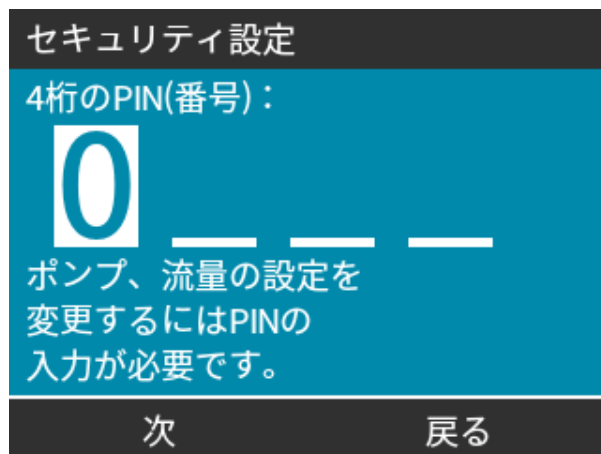 セキュリティ設定
4桁のPIN(番号):
0 _ _ _
ポンプ、流量の設定を
変更するにはPINの
入力が必要です。
次 戻る